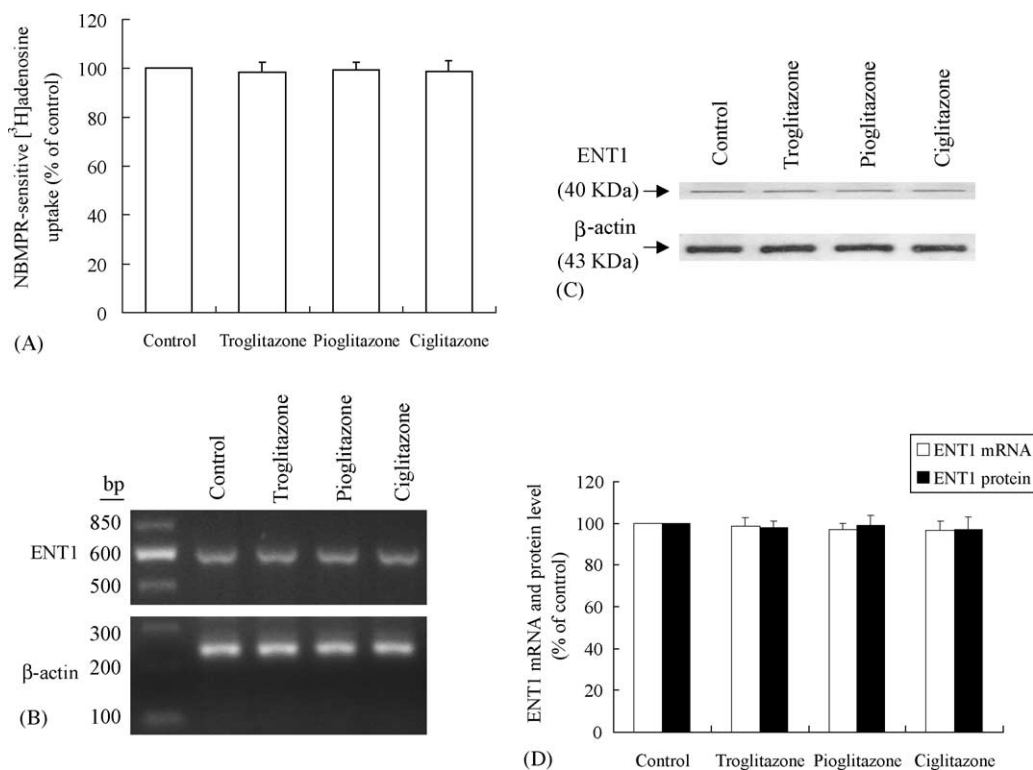 120
100
80
60
40
20
0
NBMPR-sensitive [³H]adenosine
uptake (% of control)
Control Troglitazone Pioglitazone Ciglitazone
(A)
Control Troglitazone Pioglitazone Ciglitazone
ENT1
(40 KDa)
β-actin
(43 KDa)
(C)
Control Troglitazone Pioglitazone Ciglitazone
bp
850
ENT1 600
500
300
β-actin 200
100
(B)
ENT1 mRNA
ENT1 protein
120
100
80
60
40
20
0
ENT1 mRNA and protein level
(% of control)
Control Troglitazone Pioglitazone Ciglitazone
(D)